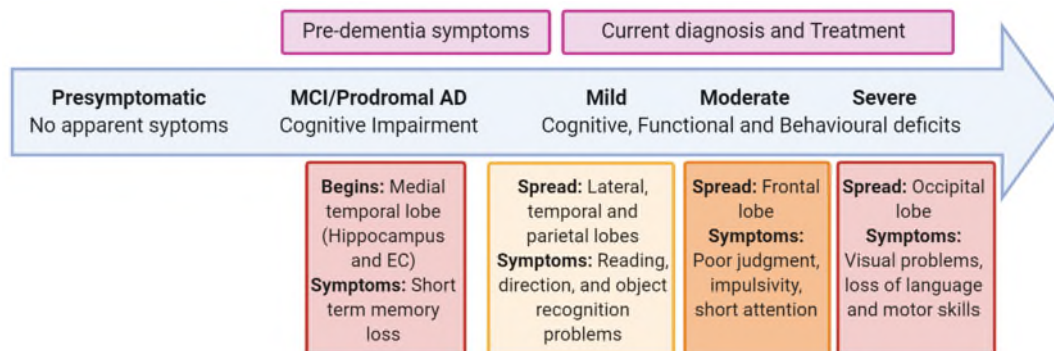 Pre-dementia symptoms
Current diagnosis and Treatment
Presymptomatic
No apparent syptoms
MCI/Prodromal AD
Cognitive Impairment
Mild
Moderate
Severe
Cognitive, Functional and Behavioural deficits
Begins: Medial
temporal lobe
(Hippocampus
and EC)
Symptoms: Short
term memory
loss
Spread: Lateral,
temporal and
parietal lobes
Symptoms: Reading,
direction, and object
recognition
problems
Spread: Frontal
lobe
Symptoms:
Poor judgment,
impulsivity,
short attention
Spread: Occipital
lobe
Symptoms:
Visual problems,
loss of language
and motor skills